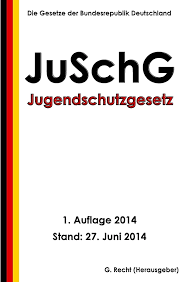 Die Gesetze der Bundesrepublik Deutschland
JuSchG
Jugendschutzgesetz
1. Auflage 2014
Stand: 27. Juni 2014
G. Recht (Herausgeber)